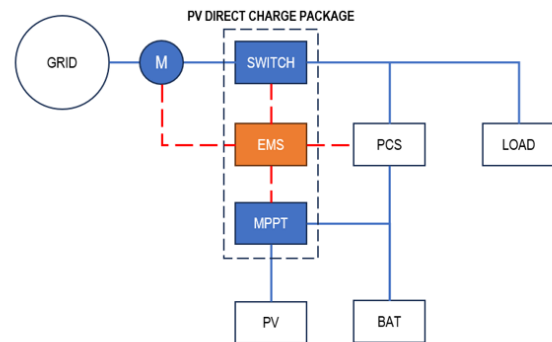 PV DIRECT CHARGE PACKAGE
GRID
M
SWITCH
EMS
PCS
LOAD
MPPT
PV
BAT